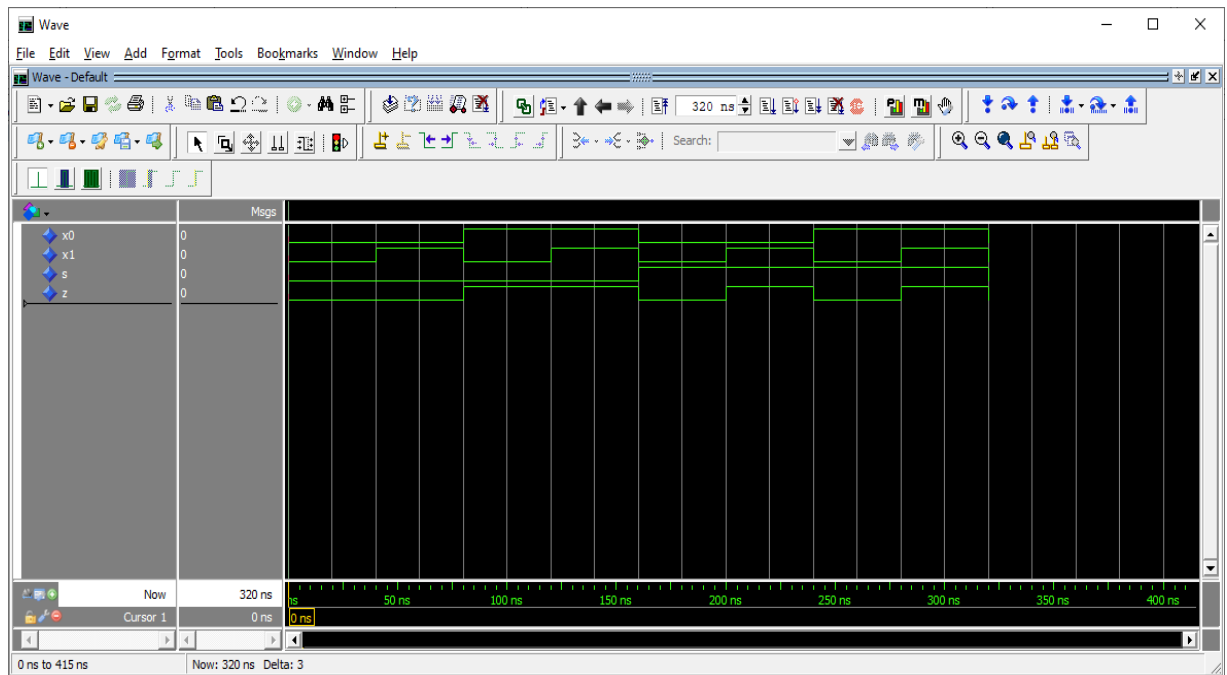 Wave
File Edit View Add Format Tools Bookmarks Window Help
Wave - Default
320 ns
Search:
Msgs
x0 0
x1 0
s 0
z 0
Now 320 ns
ns 50 ns 100 ns 150 ns 200 ns 250 ns 300 ns 350 ns 400 ns
Cursor 1 0 ns 0 ns
0 ns to 415 ns Now: 320 ns Delta: 3